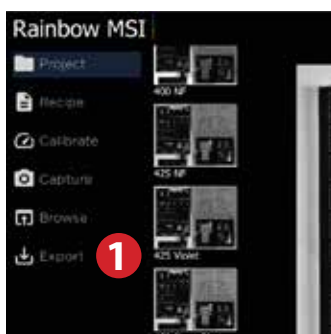 Rainbow MSI
Project
Recipe
Calibrate
Capture
Browse
Export
1
400 NF
425 NF
425 Violet